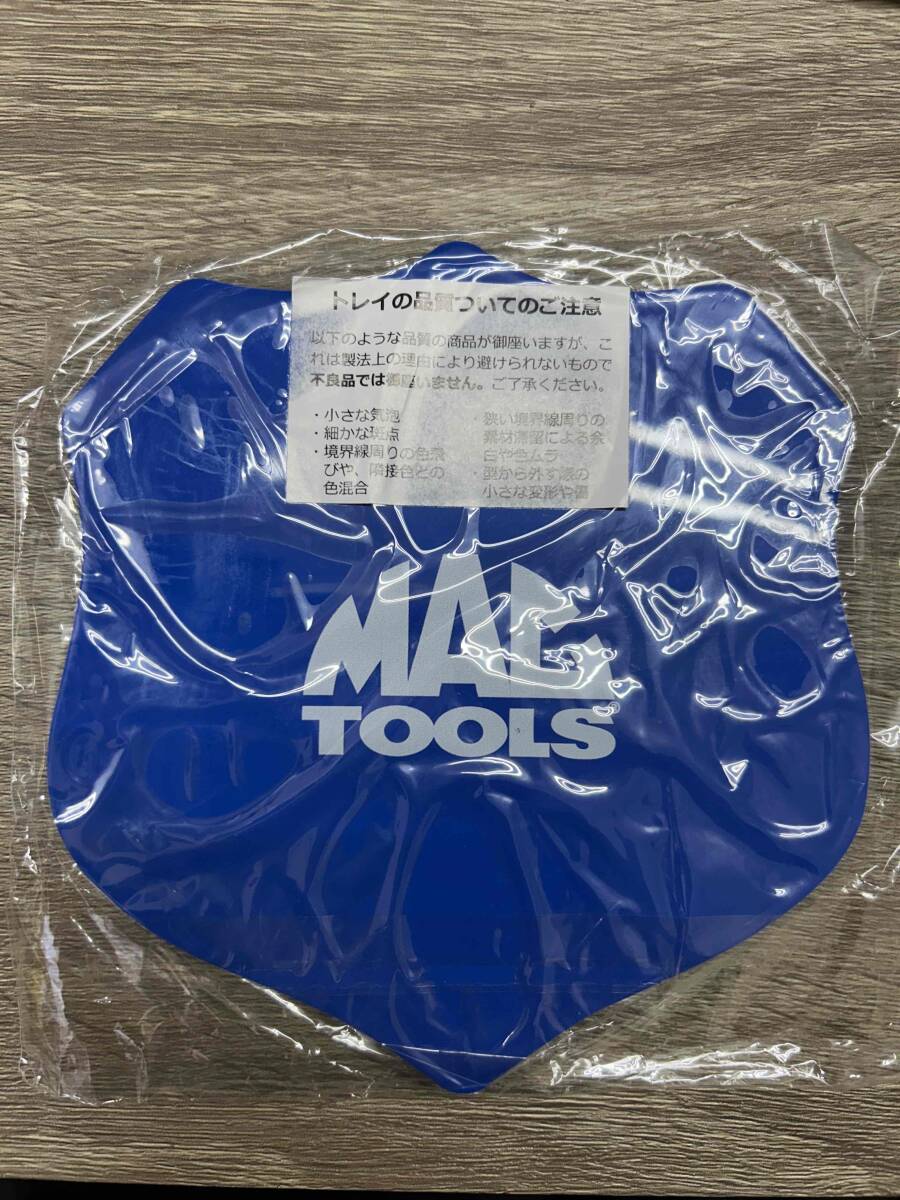 トレイの品質ついてのご注意
以下のような品質の商品が御座いますが、こ
れは製法上の理由により避けられないもので
不良品では御座いません。ご了承ください。
・小さな気泡
・細かな斑点
・境界線周りの色飛
びや、隣接色との
色混合
・狭い境界線周りの
素材滞留による余
白や色ムラ
・型から外す際の
小さな変形や傷
MAC
TOOLS®